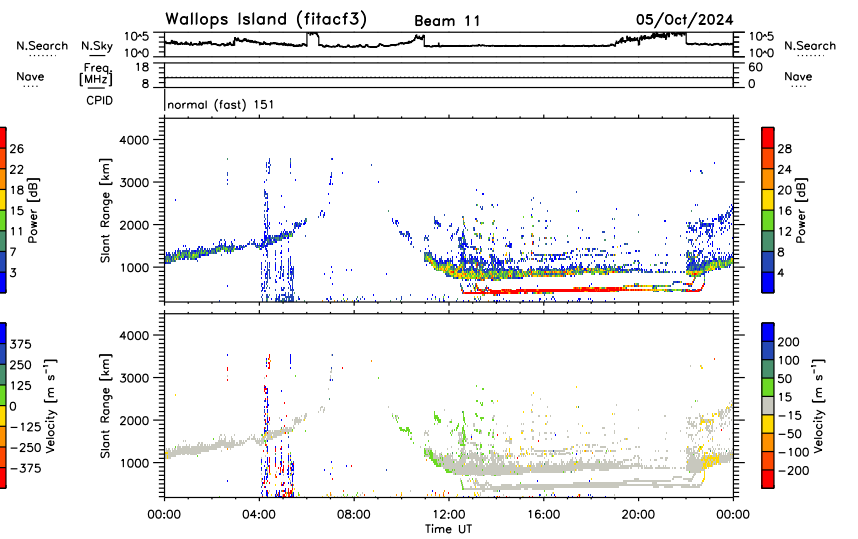 Wallops Island (fitacf3) Beam 11 05/Oct/2024
N.Search N.Sky 10^5 10^0 10^5 10^0 N.Search
Nave Freq. [MHz] 18 8 60 0 Nave
CPID normal (fast) 151
Power [dB] 26 22 18 15 11 7 3
Slant Range [km] 4000 3000 2000 1000
Power [dB] 28 24 20 16 12 8 4
Velocity [m s⁻¹] 375 250 125 0 −125 −250 −375
Slant Range [km] 4000 3000 2000 1000
Velocity [m s⁻¹] 200 100 50 15 −15 −50 −100 −200
00:00 04:00 08:00 12:00 16:00 20:00 00:00
Time UT